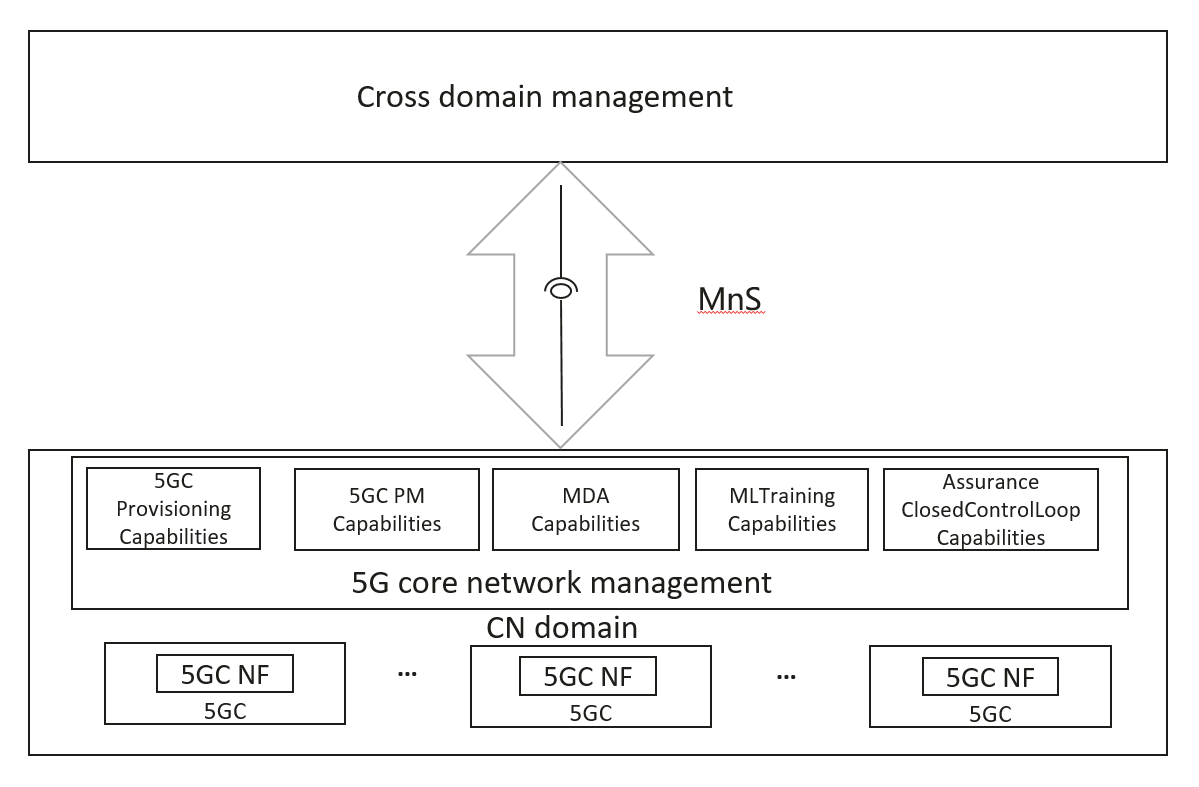 Cross domain management
MnS
5GC
Provisioning
Capabilities
5GC PM
Capabilities
MDA
Capabilities
MLTraining
Capabilities
Assurance
ClosedControlLoop
Capabilities
5G core network management
CN domain
5GC NF
5GC
...
5GC NF
5GC
...
5GC NF
5GC